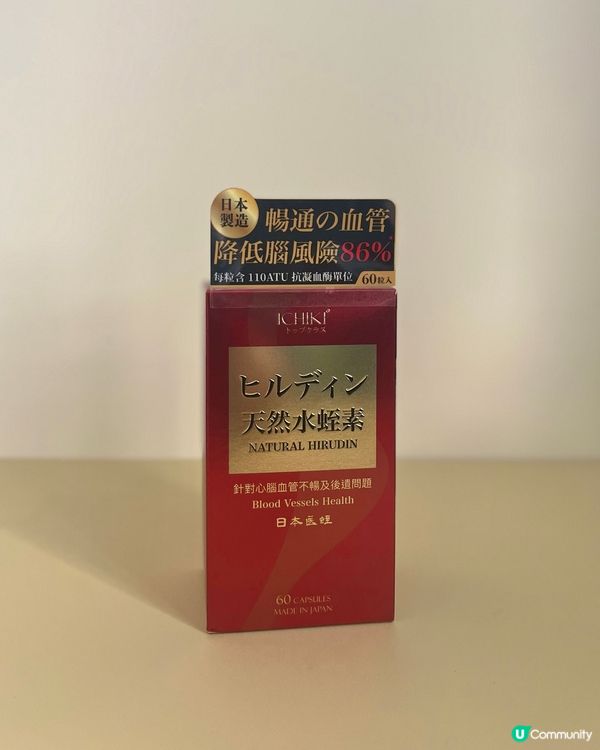 日本
製造
暢通の血管
降低腦風險86%
每粒含 110ATU 抗凝血酶單位
60粒入
ICHIKI
トップクラス
ヒルディン
天然水蛭素
NATURAL HIRUDIN
針對心腦血管不暢及後遺問題
Blood Vessels Health
日本医蛭
60 CAPSULES
MADE IN JAPAN
U Community